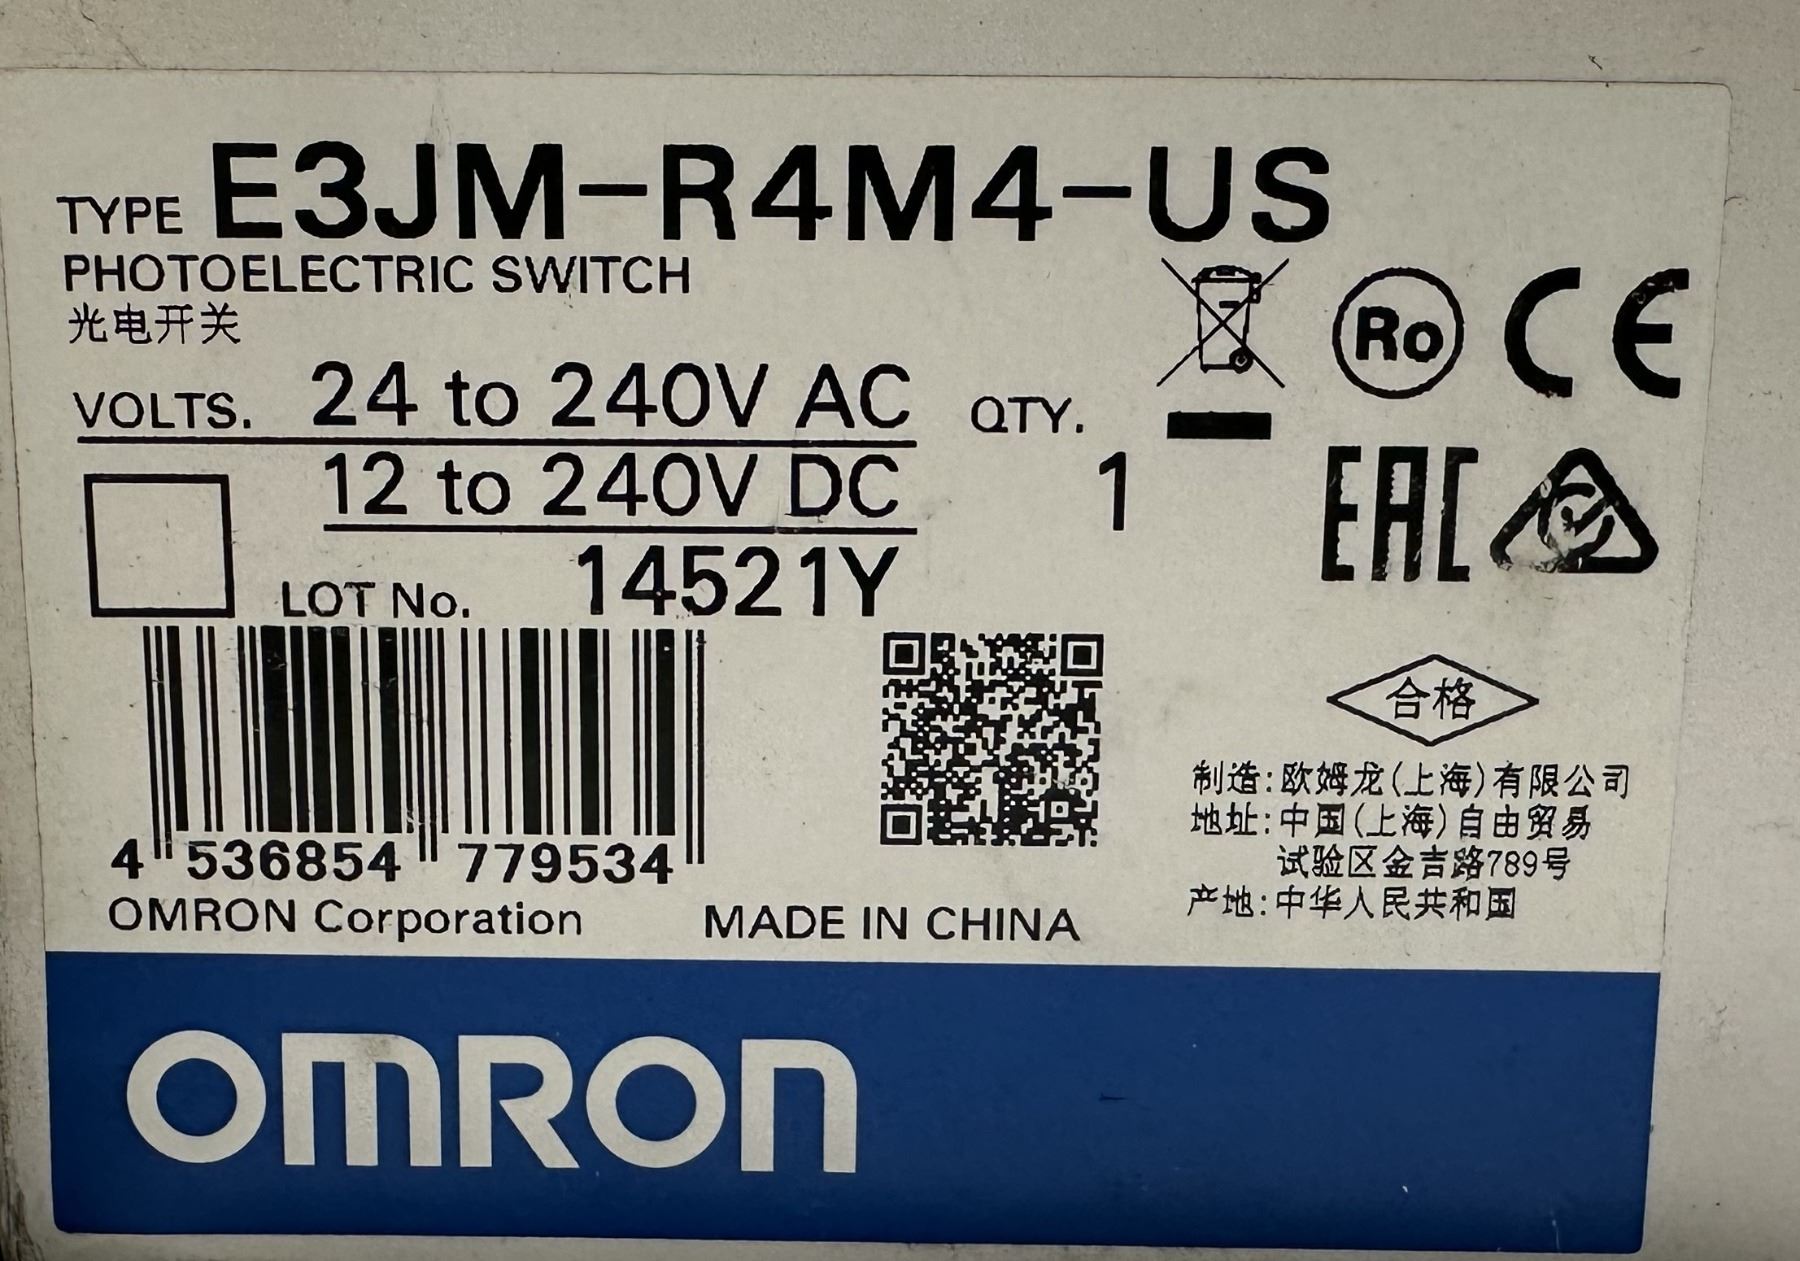 TYPE E3JM-R4M4-US
PHOTOELECTRIC SWITCH
光电开关
VOLTS. 24 to 240V AC
12 to 240V DC
QTY. 1
LOT No. 14521Y
Ro
CE
EAC
4 536854 779534
OMRON Corporation
MADE IN CHINA
合格
制造:欧姆龙(上海)有限公司
地址:中国(上海)自由贸易
试验区金吉路789号
产地:中华人民共和国
OMRON